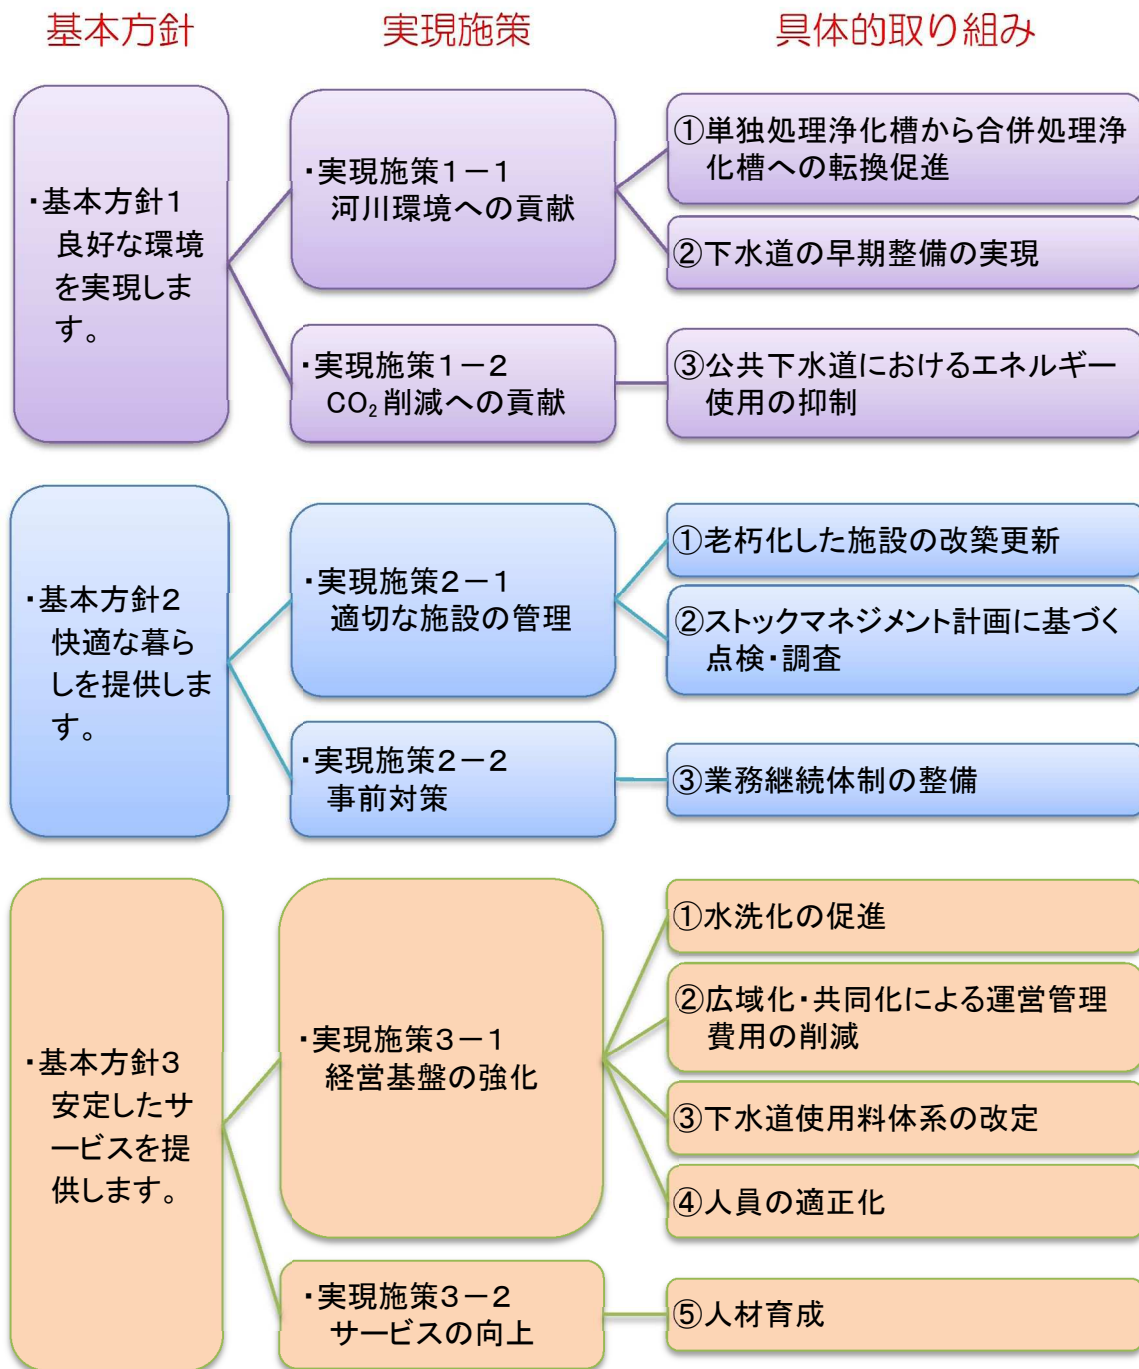 基本方針
実現施策
具体的取り組み
・基本方針1
良好な環境
を実現しま
す。
・実現施策1－1
河川環境への貢献
①単独処理浄化槽から合併処理浄
化槽への転換促進
②下水道の早期整備の実現
・実現施策1－2
CO₂削減への貢献
③公共下水道におけるエネルギー
使用の抑制
・基本方針2
快適な暮ら
しを提供しま
す。
・実現施策2－1
適切な施設の管理
①老朽化した施設の改築更新
②ストックマネジメント計画に基づく
点検・調査
・実現施策2－2
事前対策
③業務継続体制の整備
・基本方針3
安定したサ
ービスを提
供します。
・実現施策3－1
経営基盤の強化
①水洗化の促進
②広域化・共同化による運営管理
費用の削減
③下水道使用料体系の改定
④人員の適正化
・実現施策3－2
サービスの向上
⑤人材育成